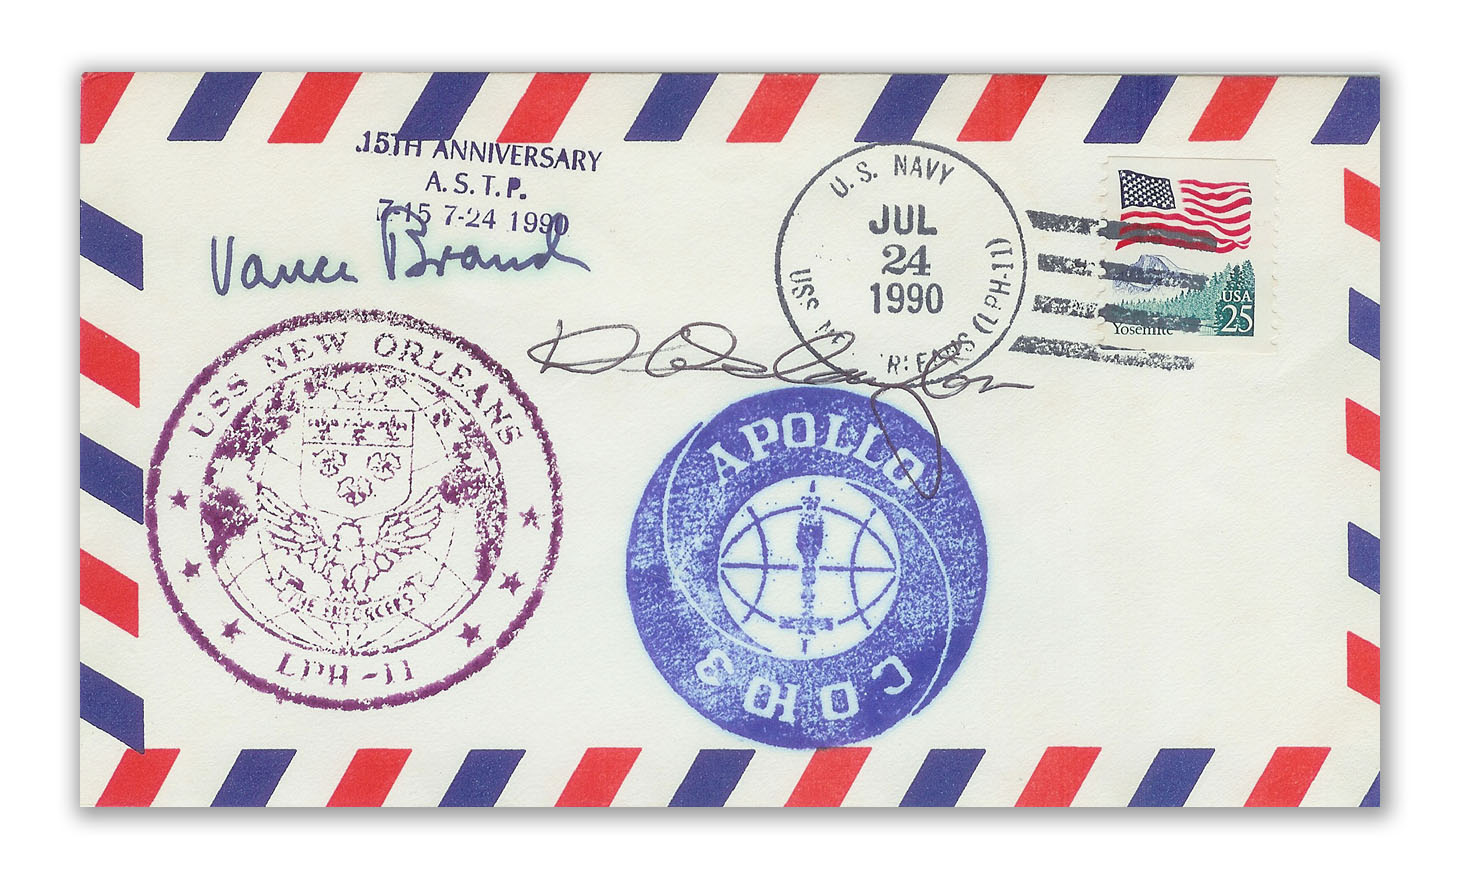 .15TH ANNIVERSARY
A.S.T.P.
7-15 7-24 1990
Vance Brand
U.S. NAVY
JUL
24
1990
USS (LPH-11)
USA
25
Yosemite
USS NEW ORLEANS
LPH-11
APOLLO
СОЮЗ